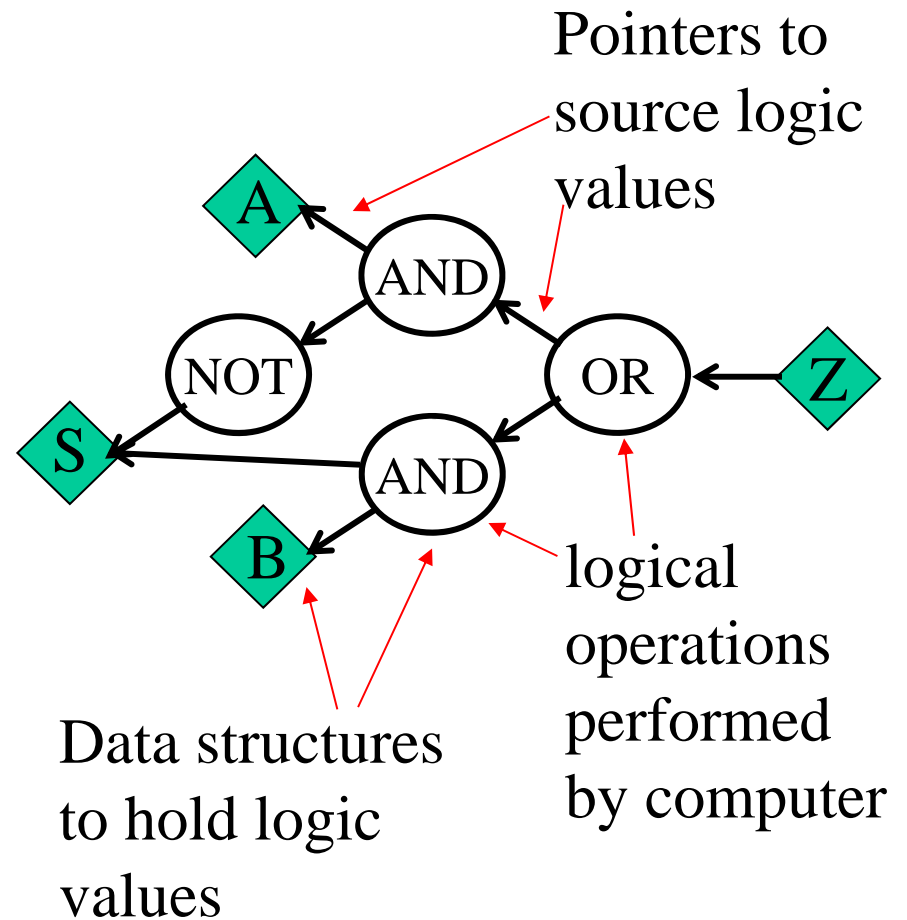 Pointers to
source logic
values
A
AND
NOT
OR
Z
S
AND
B
logical
operations
performed
by computer
Data structures
to hold logic
values